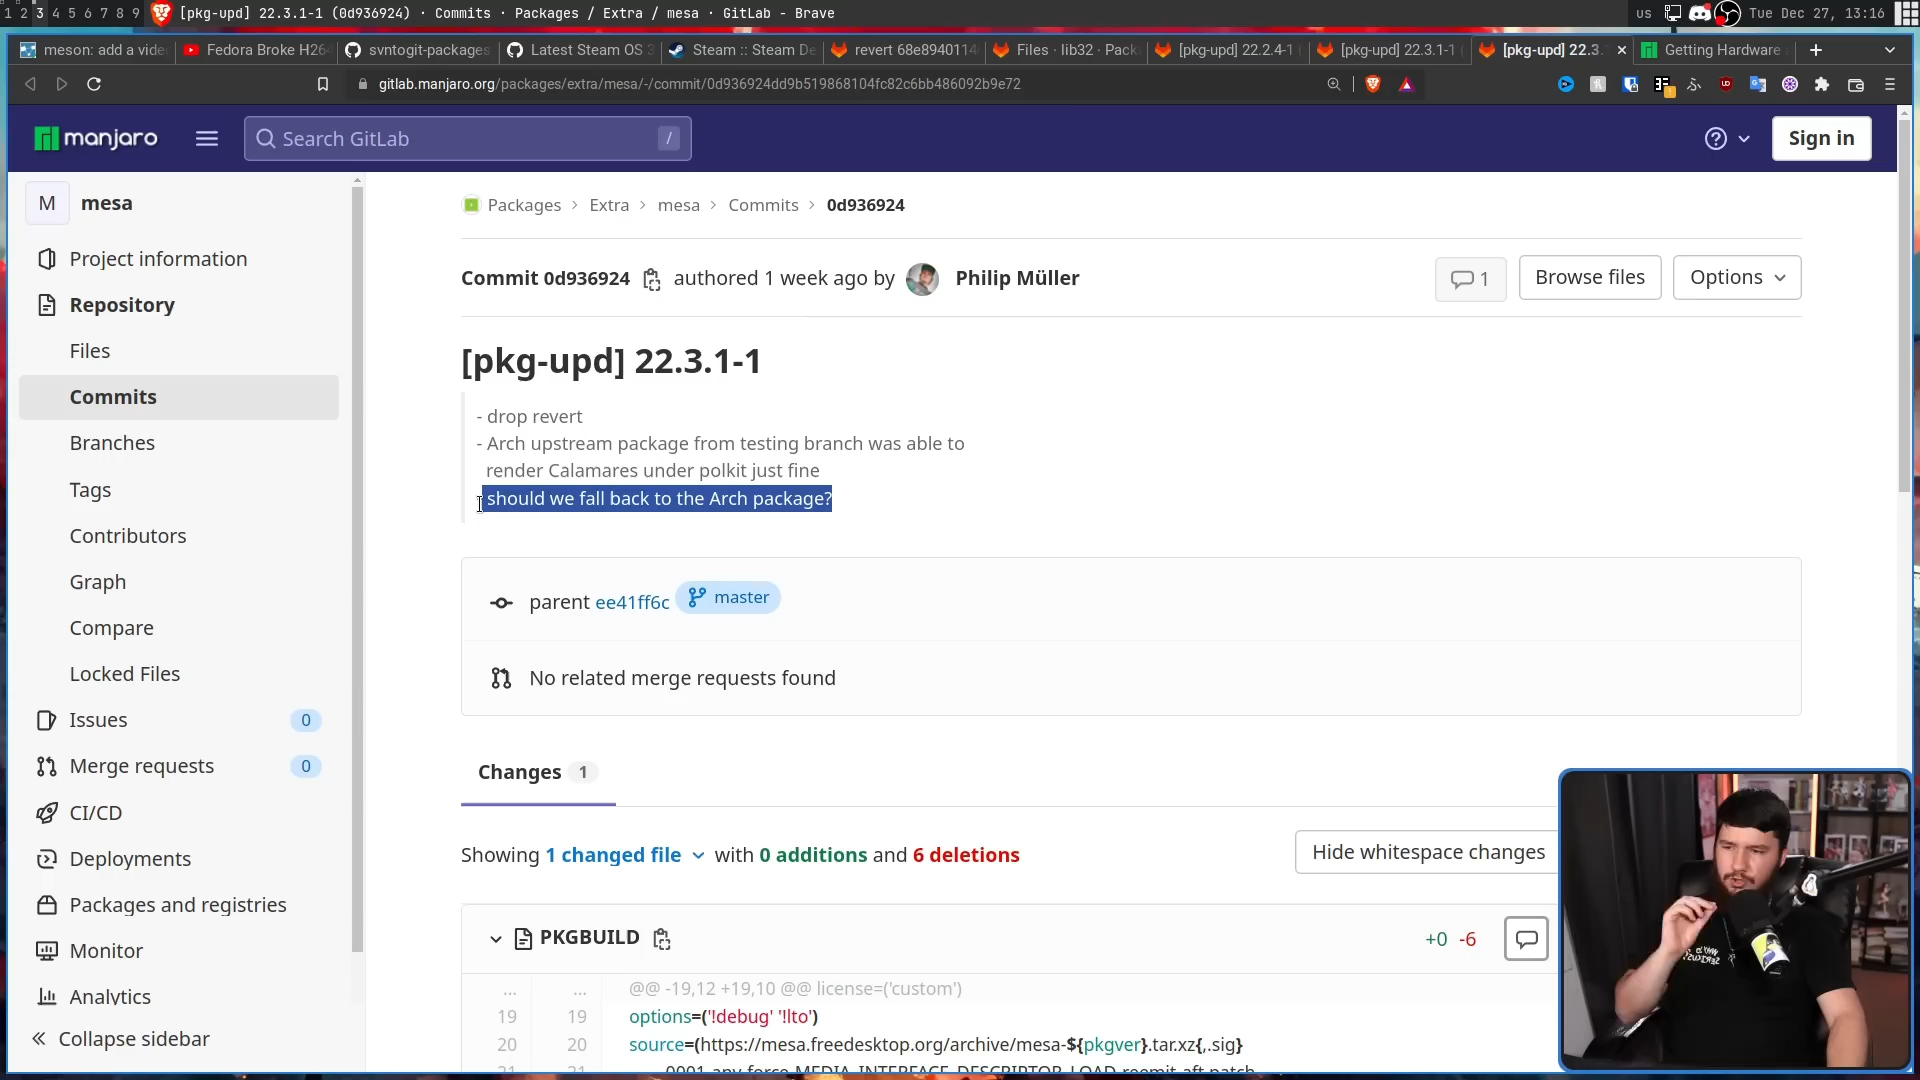 1 2 3 4 5 6 7 8 9 [pkg-upd] 22.3.1-1 (0d936924) · Commits · Packages / Extra / mesa · GitLab - Brave us Tue Dec 27, 13:16
meson: add a vide Fedora Broke H264 svntogit-packages Latest Steam OS 3 Steam :: Steam De revert 68e8940114 Files · lib32 · Pack [pkg-upd] 22.2.4-1 [pkg-upd] 22.3.1-1 [pkg-upd] 22.3. Getting Hardware
gitlab.manjaro.org/packages/extra/mesa/-/commit/0d936924dd9b519868104fc82c6bb486092b9e72
manjaro Search GitLab / Sign in
M mesa
Project information
Repository
Files
Commits
Branches
Tags
Contributors
Graph
Compare
Locked Files
Issues 0
Merge requests 0
CI/CD
Deployments
Packages and registries
Monitor
Analytics
Collapse sidebar
Packages > Extra > mesa > Commits > 0d936924
Commit 0d936924 authored 1 week ago by Philip Müller 1 Browse files Options
[pkg-upd] 22.3.1-1
- drop revert
- Arch upstream package from testing branch was able to
render Calamares under polkit just fine
should we fall back to the Arch package?
parent ee41ff6c master
No related merge requests found
Changes 1
Showing 1 changed file with 0 additions and 6 deletions Hide whitespace changes
PKGBUILD +0 -6
... ... @@ -19,12 +19,10 @@ license=('custom')
19 19 options=('!debug' '!lto')
20 20 source=(https://mesa.freedesktop.org/archive/mesa-${pkgver}.tar.xz{,.sig}